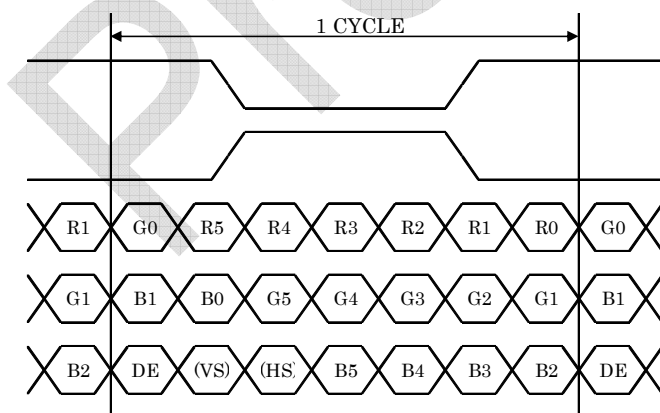 1 CYCLE
R1 G0 R5 R4 R3 R2 R1 R0 G0
G1 B1 B0 G5 G4 G3 G2 G1 B1
B2 DE (VS) (HS) B5 B4 B3 B2 DE